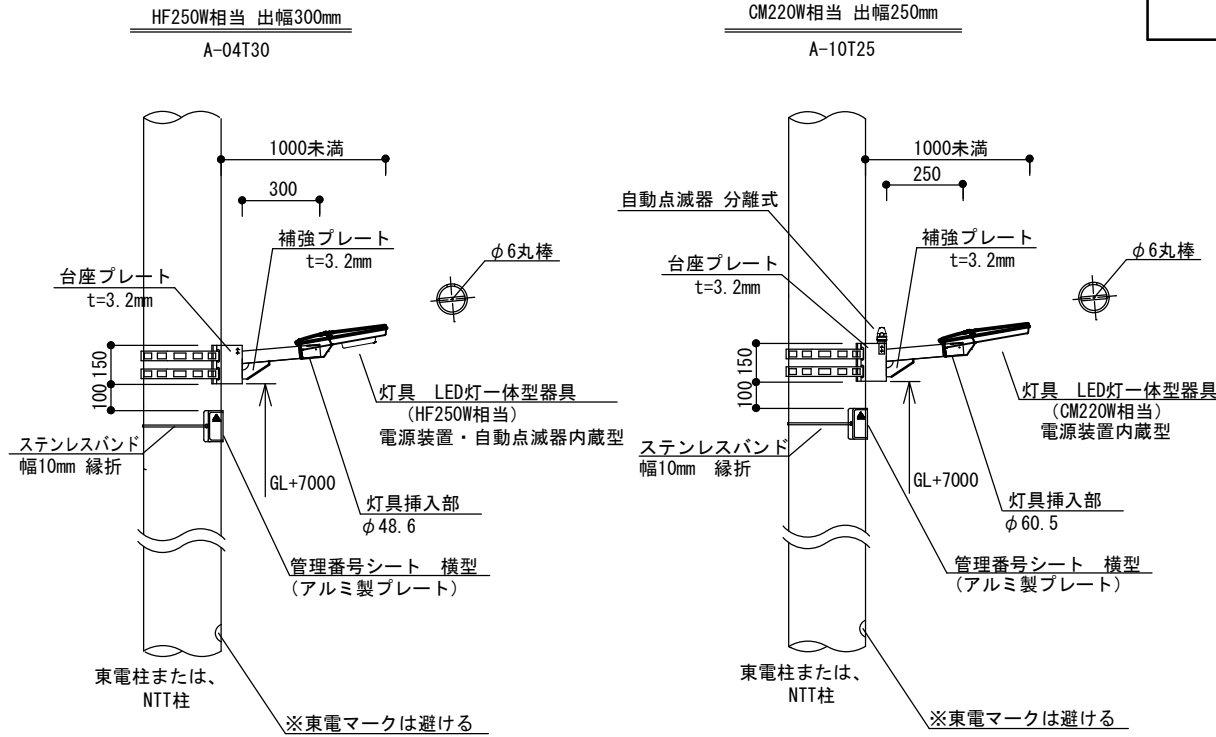 HF250W相当 出幅300mm
A-04T30
1000未満
300
補強プレート
t=3.2mm
φ6丸棒
台座プレート
t=3.2mm
150
100
灯具 LED灯一体型器具
(HF250W相当)
電源装置・自動点滅器内蔵型
ステンレスバンド
幅10mm 縁折
GL+7000
灯具挿入部
φ48.6
管理番号シート 横型
(アルミ製プレート)
東電柱または、
NTT柱
※東電マークは避ける
CM220W相当 出幅250mm
A-10T25
1000未満
250
自動点滅器 分離式
補強プレート
t=3.2mm
φ6丸棒
台座プレート
t=3.2mm
150
100
灯具 LED灯一体型器具
(CM220W相当)
電源装置内蔵型
ステンレスバンド
幅10mm 縁折
GL+7000
灯具挿入部
φ60.5
管理番号シート 横型
(アルミ製プレート)
東電柱または、
NTT柱
※東電マークは避ける